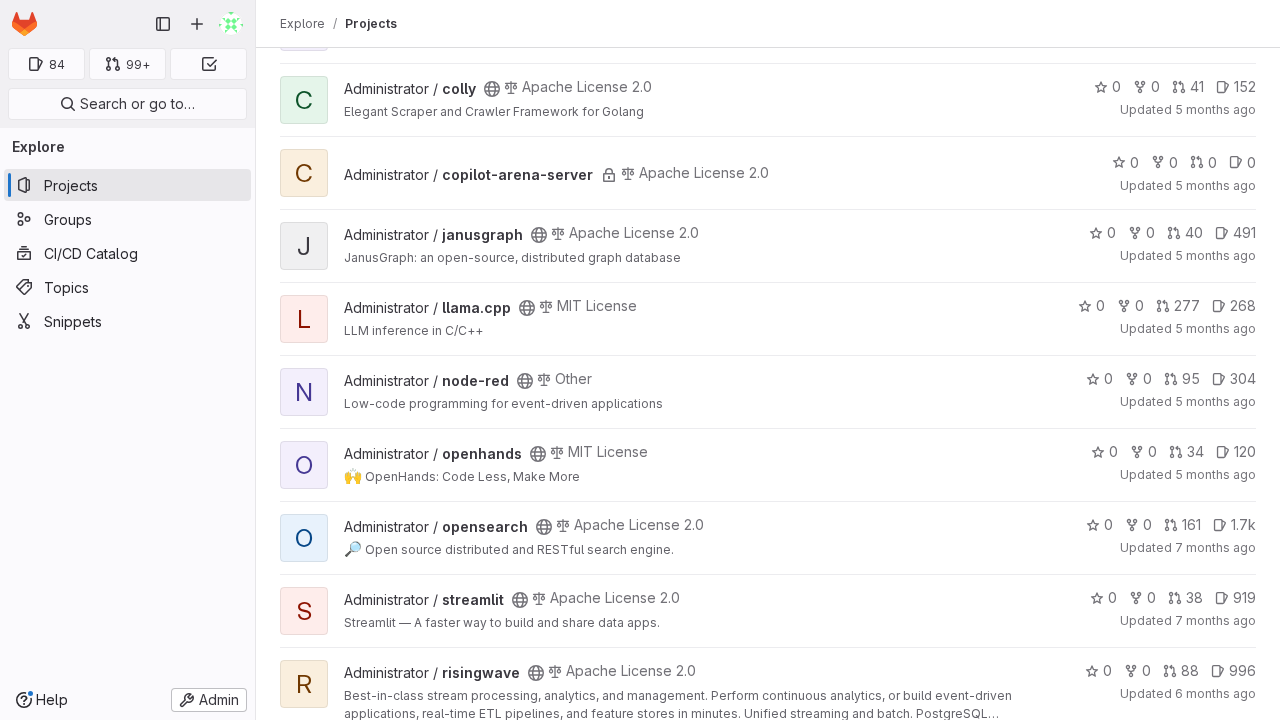 Explore / Projects
84
99+
Search or go to…
Explore
Projects
Groups
CI/CD Catalog
Topics
Snippets
Help
Admin
C
Administrator / colly
Apache License 2.0
0
0
41
152
Elegant Scraper and Crawler Framework for Golang
Updated 5 months ago
C
Administrator / copilot-arena-server
Apache License 2.0
0
0
0
0
Updated 5 months ago
J
Administrator / janusgraph
Apache License 2.0
0
0
40
491
JanusGraph: an open-source, distributed graph database
Updated 5 months ago
L
Administrator / llama.cpp
MIT License
0
0
277
268
LLM inference in C/C++
Updated 5 months ago
N
Administrator / node-red
Other
0
0
95
304
Low-code programming for event-driven applications
Updated 5 months ago
O
Administrator / openhands
MIT License
0
0
34
120
🙌 OpenHands: Code Less, Make More
Updated 5 months ago
O
Administrator / opensearch
Apache License 2.0
0
0
161
1.7k
🔎 Open source distributed and RESTful search engine.
Updated 7 months ago
S
Administrator / streamlit
Apache License 2.0
0
0
38
919
Streamlit — A faster way to build and share data apps.
Updated 7 months ago
R
Administrator / risingwave
Apache License 2.0
0
0
88
996
Best-in-class stream processing, analytics, and management. Perform continuous analytics, or build event-driven
applications, real-time ETL pipelines, and feature stores in minutes. Unified streaming and batch. PostgreSQL…
Updated 6 months ago